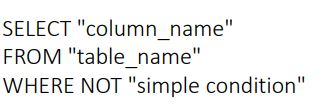 SELECT "column_name"
FROM "table_name"
WHERE NOT "simple condition"